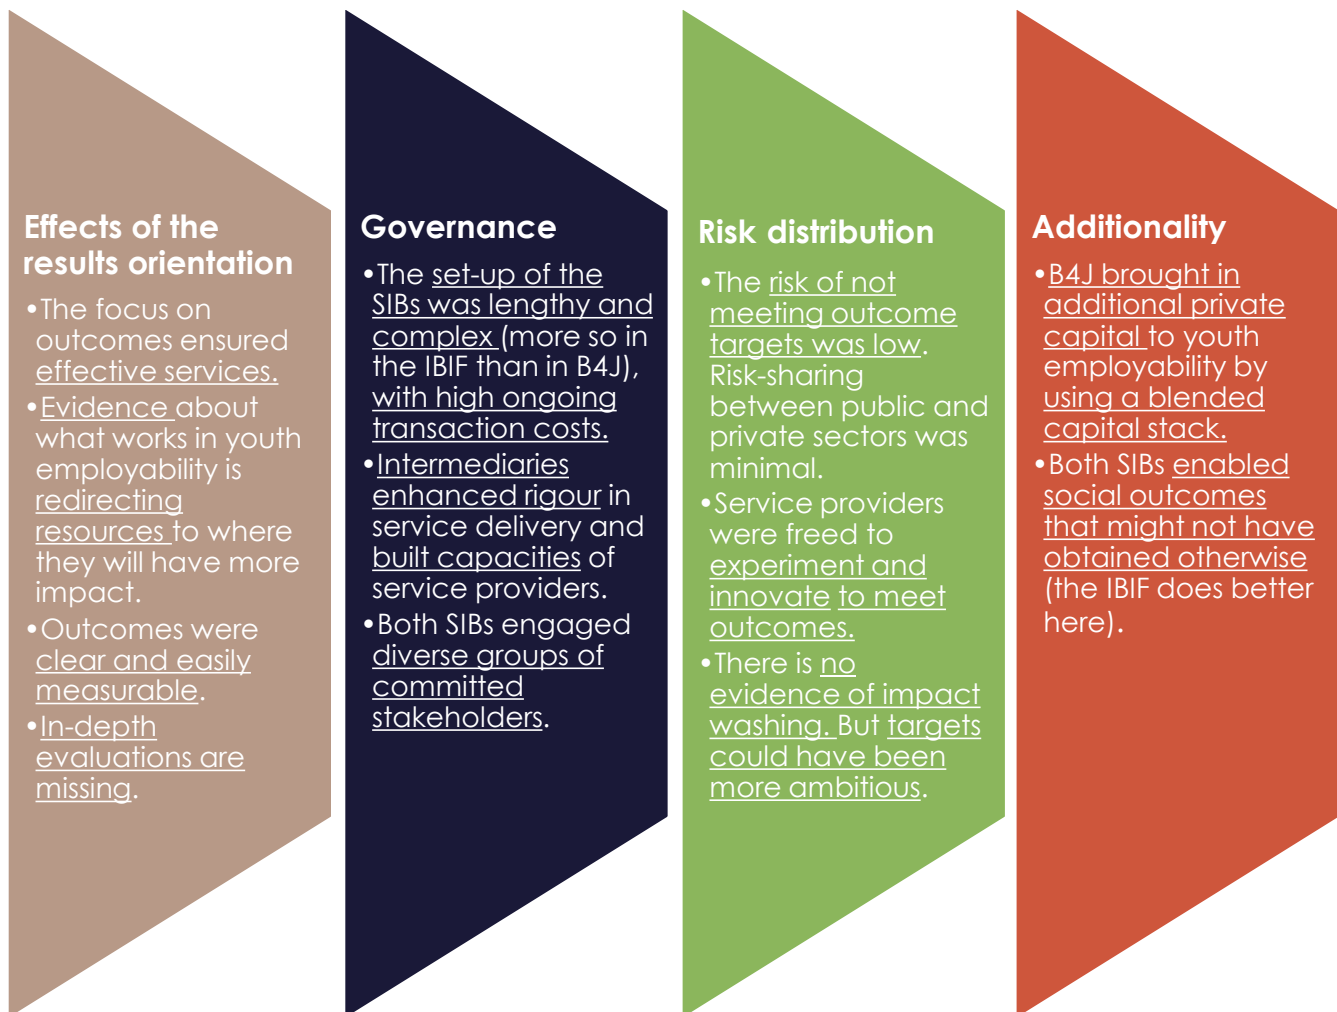 Effects of the
results orientation
•The focus on
outcomes ensured
effective services.
•Evidence about
what works in youth
employability is
redirecting
resources to where
they will have more
impact.
•Outcomes were
clear and easily
measurable.
•In-depth
evaluations are
missing.
Governance
•The set-up of the
SIBs was lengthy and
complex (more so in
the IBIF than in B4J),
with high ongoing
transaction costs.
•Intermediaries
enhanced rigour in
service delivery and
built capacities of
service providers.
•Both SIBs engaged
diverse groups of
committed
stakeholders.
Risk distribution
•The risk of not
meeting outcome
targets was low.
Risk-sharing
between public and
private sectors was
minimal.
•Service providers
were freed to
experiment and
innovate to meet
outcomes.
•There is no
evidence of impact
washing. But targets
could have been
more ambitious.
Additionality
•B4J brought in
additional private
capital to youth
employability by
using a blended
capital stack.
•Both SIBs enabled
social outcomes
that might not have
obtained otherwise
(the IBIF does better
here).